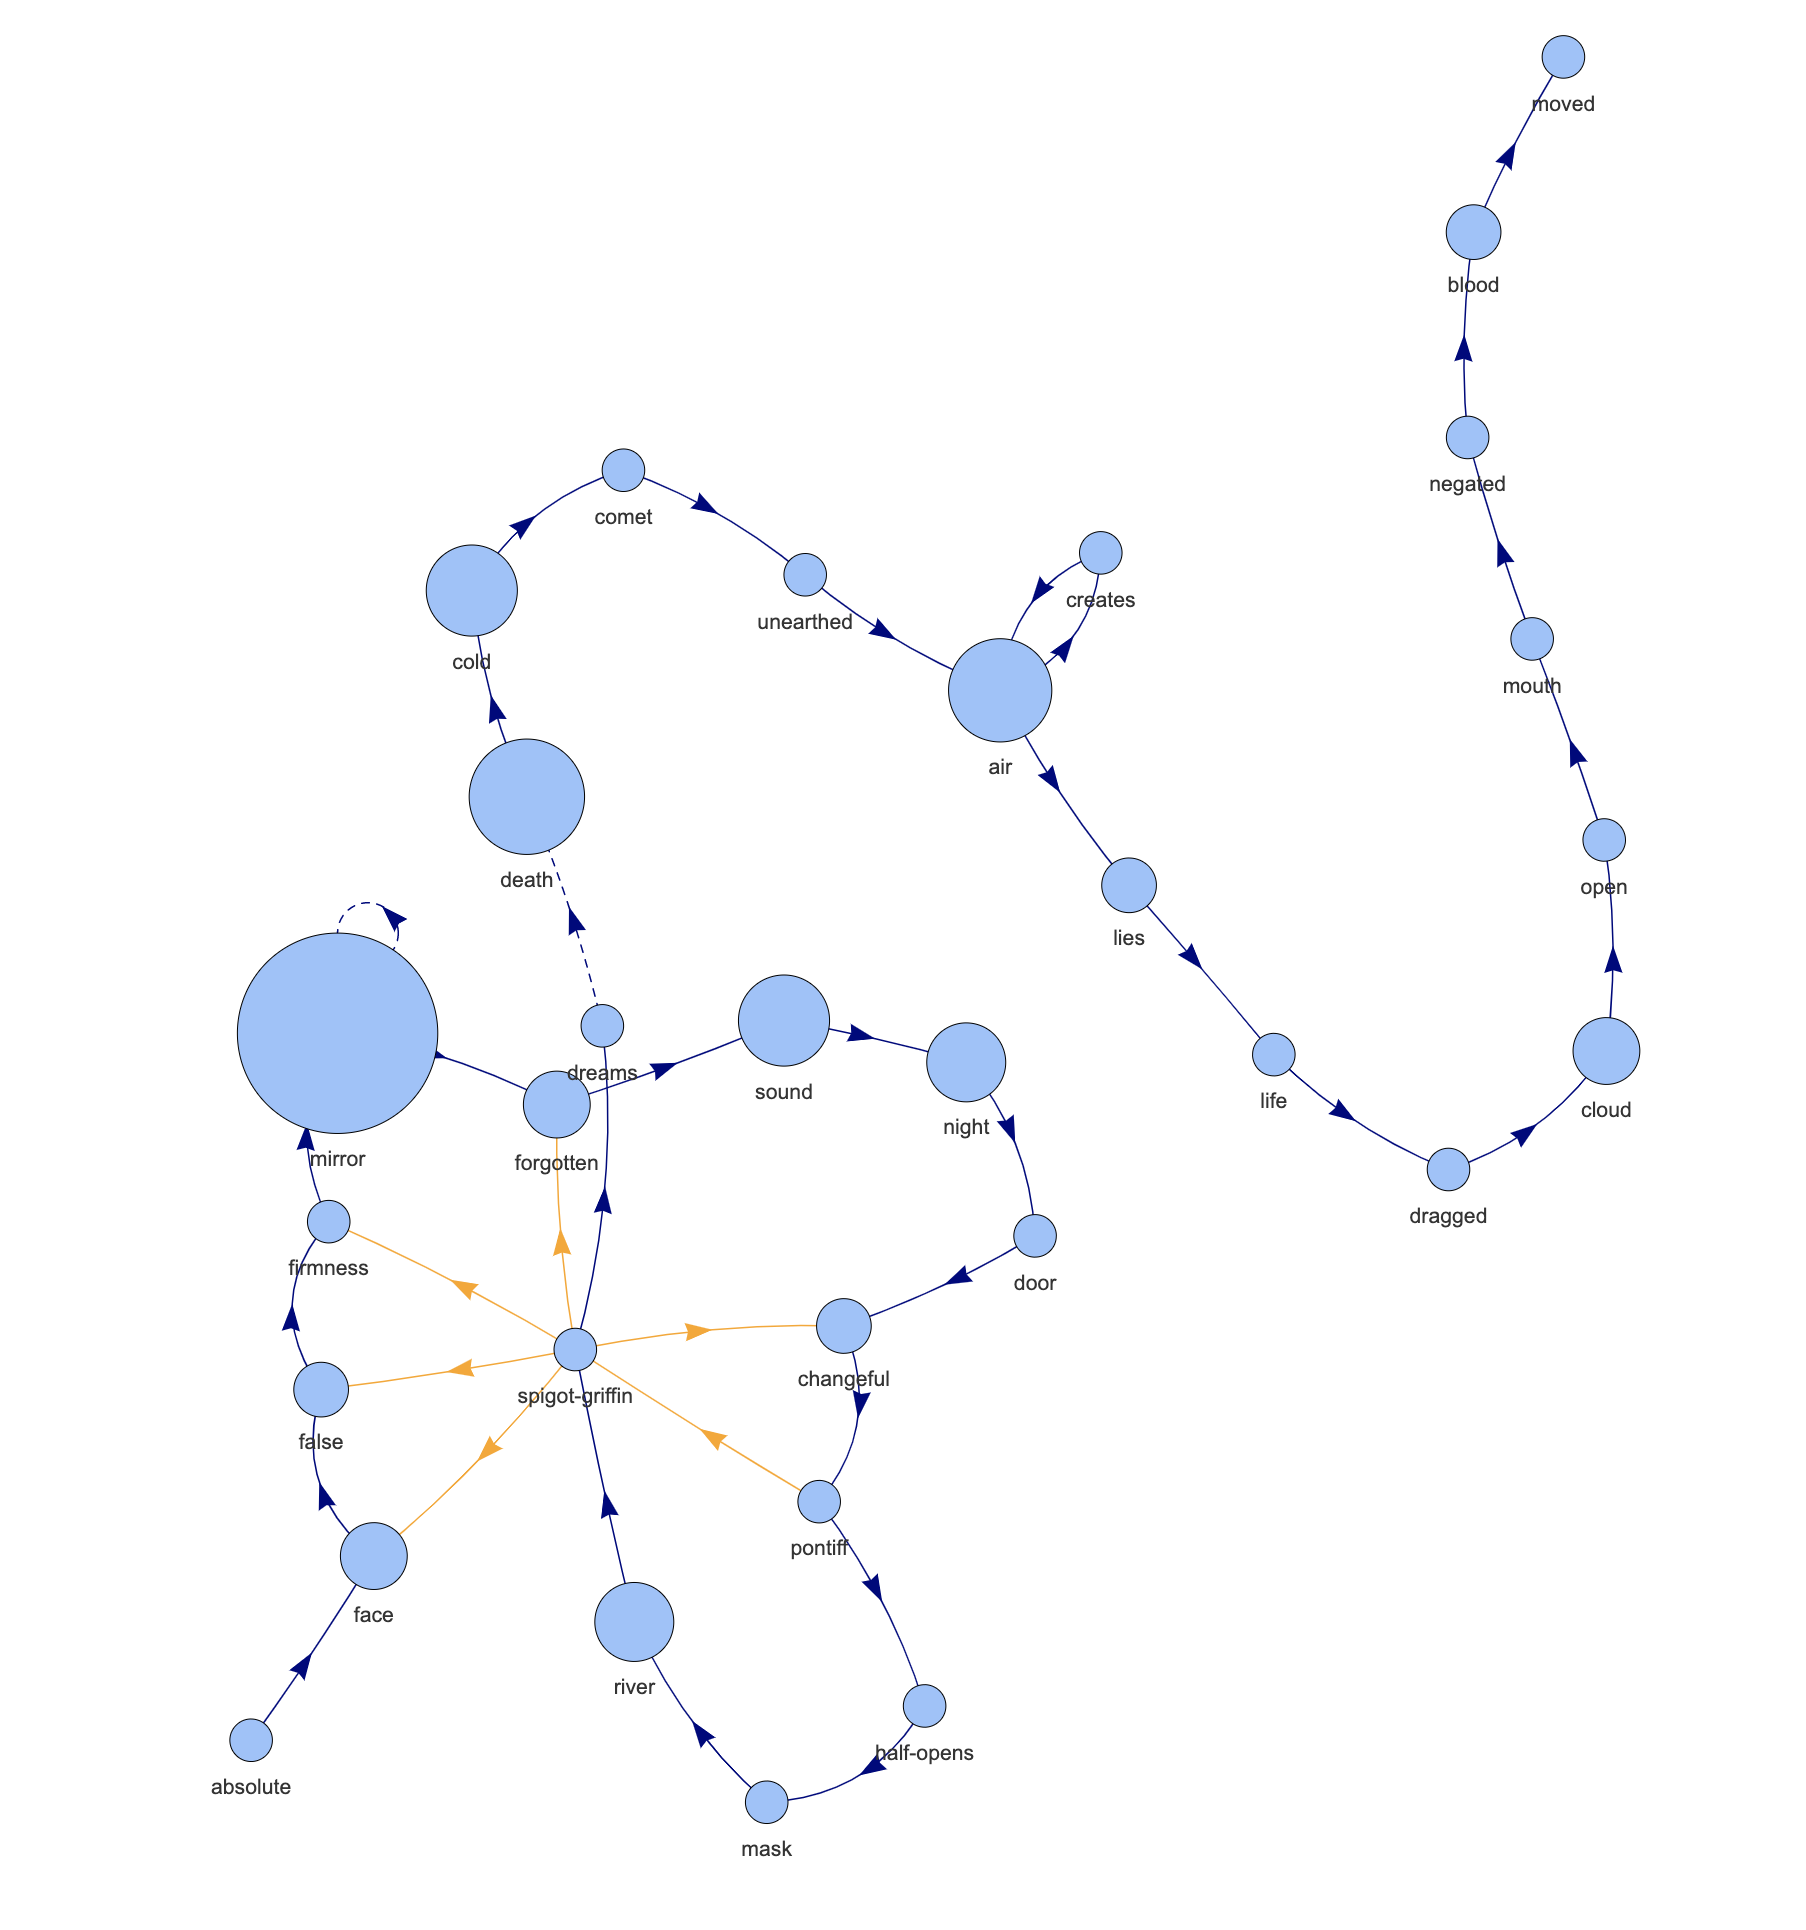 moved
blood
negated
comet
creates
unearthed
cold
mouth
air
death
open
lies
dreams
sound
life
cloud
night
mirror
forgotten
dragged
firmness
door
changeful
spigot-griffin
false
pontiff
face
river
half-opens
absolute
mask